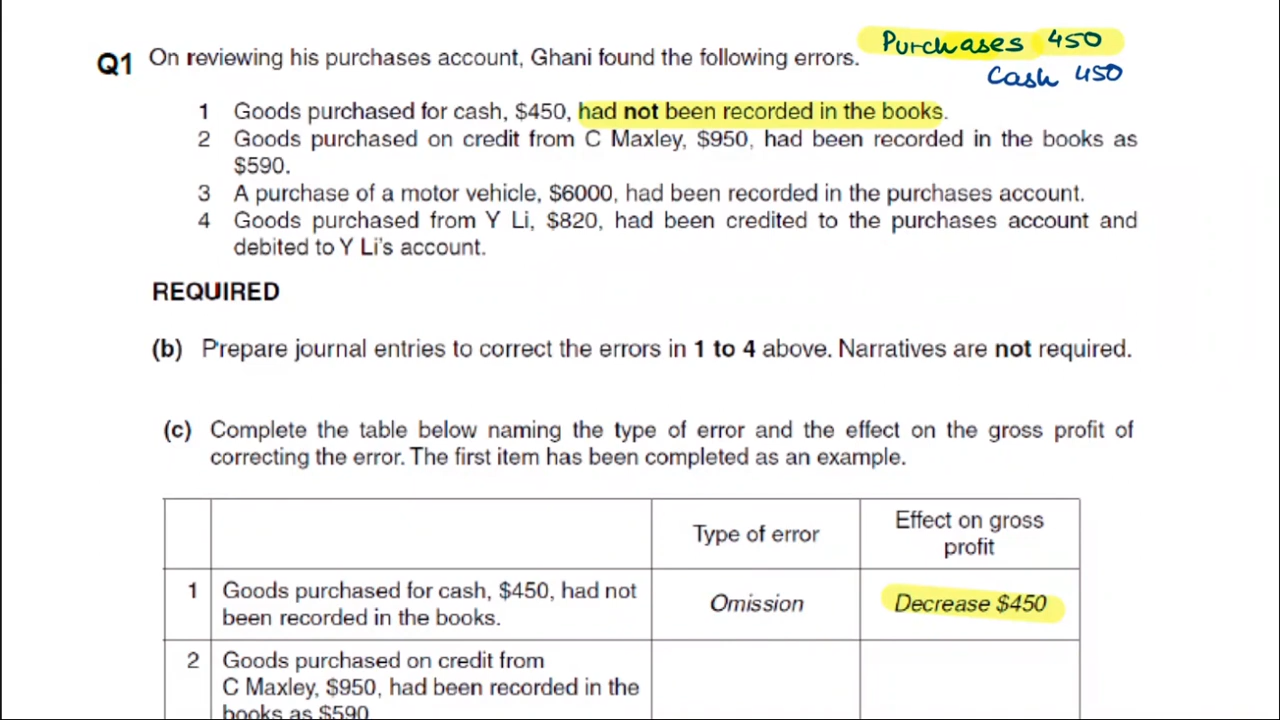 Purchases 450
Cash 450
Q1 On reviewing his purchases account, Ghani found the following errors.
1 Goods purchased for cash, $450, had not been recorded in the books.
2 Goods purchased on credit from C Maxley, $950, had been recorded in the books as
$590.
3 A purchase of a motor vehicle, $6000, had been recorded in the purchases account.
4 Goods purchased from Y Li, $820, had been credited to the purchases account and
debited to Y Li's account.
REQUIRED
(b) Prepare journal entries to correct the errors in 1 to 4 above. Narratives are not required.
(c) Complete the table below naming the type of error and the effect on the gross profit of
correcting the error. The first item has been completed as an example.
Type of error
Effect on gross
profit
1 Goods purchased for cash, $450, had not
been recorded in the books.
Omission
Decrease $450
2 Goods purchased on credit from
C Maxley, $950, had been recorded in the
books as $590